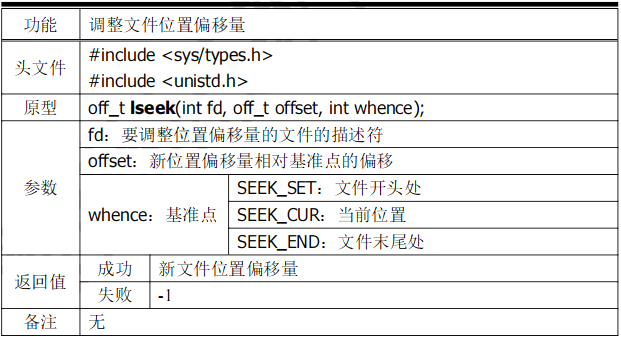 功能 调整文件位置偏移量
头文件 #include <sys/types.h>
#include <unistd.h>
原型 off_t lseek(int fd, off_t offset, int whence);
参数 fd：要调整位置偏移量的文件的描述符
offset：新位置偏移量相对基准点的偏移
whence：基准点 SEEK_SET：文件开头处
SEEK_CUR：当前位置
SEEK_END：文件末尾处
返回值 成功 新文件位置偏移量
失败 -1
备注 无